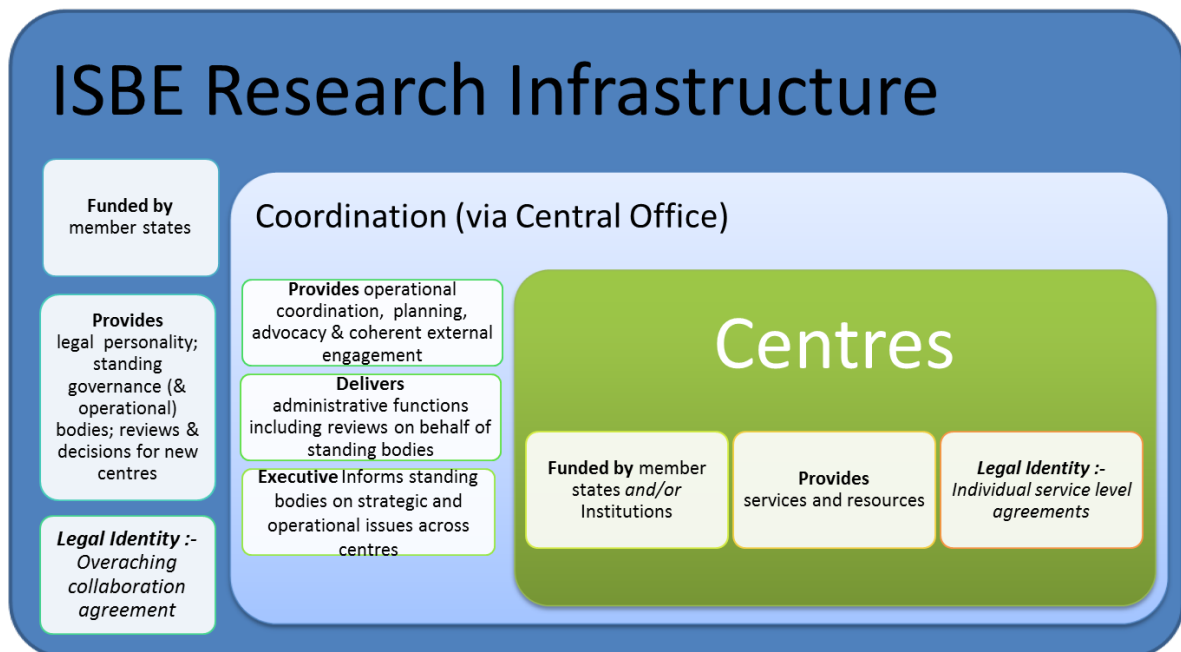 ISBE Research Infrastructure
Funded by
member states
Provides
legal personality;
standing
governance (&
operational)
bodies; reviews &
decisions for new
centres
Legal Identity :-
Overaching
collaboration
agreement
Coordination (via Central Office)
Provides operational
coordination, planning,
advocacy & coherent external
engagement
Delivers
administrative functions
including reviews on behalf of
standing bodies
Executive Informs standing
bodies on strategic and
operational issues across
centres
Centres
Funded by member
states and/or
Institutions
Provides
services and resources
Legal Identity :-
Individual service level
agreements